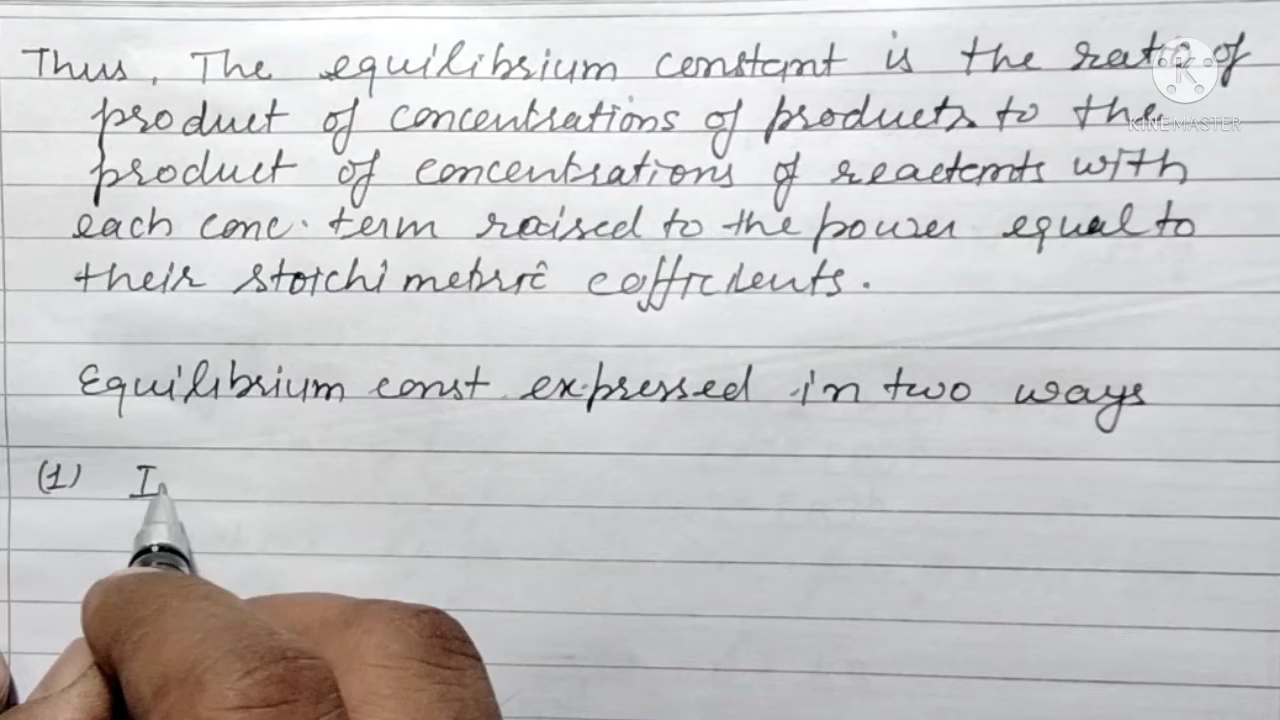 Thus, The equilibrium constant is the ratio of
product of concentrations of products to the
product of concentrations of reactants with
each conc. term raised to the power equal to
their stoichimetric cofficients.
Equilibrium const expressed in two ways
(1) I
K
KINEMASTER